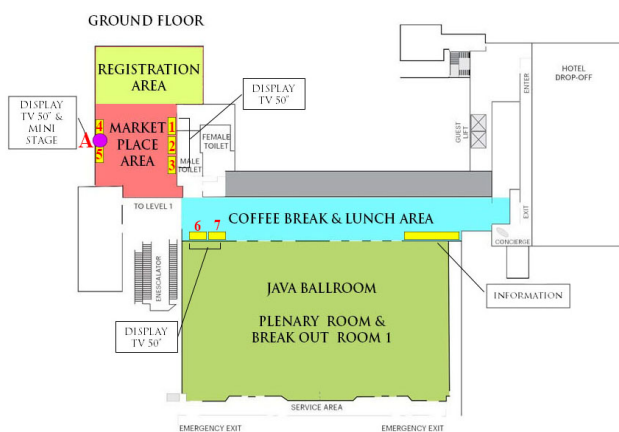 GROUND FLOOR
REGISTRATION
AREA
HOTEL
DROP-OFF
ENTER
DISPLAY
TV 50"
DISPLAY
TV 50" &
MINI
STAGE
A
4
5
MARKET
PLACE
AREA
1
2
3
FEMALE
TOILET
MALE
TOILET
GUEST
LIFT
TO LEVEL 1
COFFEE BREAK & LUNCH AREA
EXIT
6
7
CONCIERGE
ENESCALATOR
JAVA BALLROOM
INFORMATION
PLENARY ROOM &
BREAK OUT ROOM 1
DISPLAY
TV 50"
SERVICE AREA
EMERGENCY EXIT
EMERGENCY EXIT